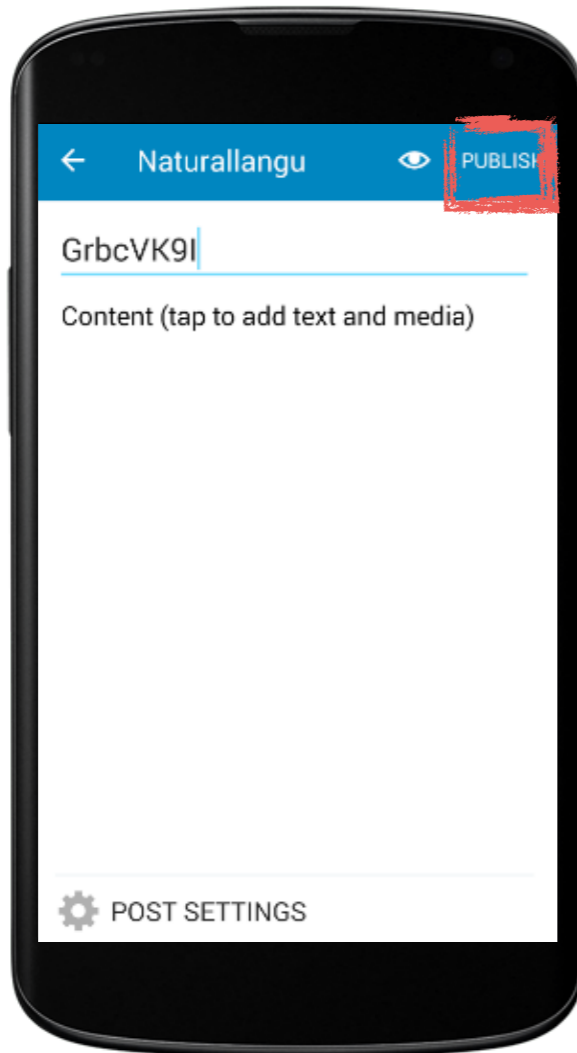 Naturallangu
PUBLISH
GrbcVK9I
Content (tap to add text and media)
POST SETTINGS